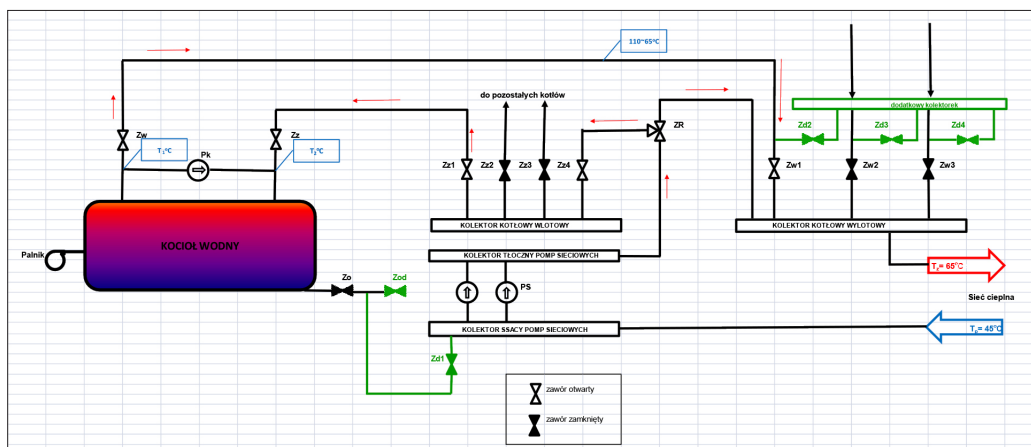 110~65°C
do pozostałych kotłów
dodatkowy kolektorek
Zw
Zz
ZR
Zd2
Zd3
Zd4
T₁°C
Pk
T₂°C
Zz1
Zz2
Zz3
Zz4
Zw1
Zw2
Zw3
KOLEKTOR KOTŁOWY WLOTOWY
KOLEKTOR KOTŁOWY WYLOTOWY
KOCIOŁ WODNY
Palnik
KOLEKTOR TŁOCZNY POMP SIECIOWYCH
= 65°C
Zo
Zod
PS
Sieć cieplna
KOLEKTOR SSĄCY POMP SIECIOWYCH
= 45°C
Zd1
zawór otwarty
zawór zamknięty